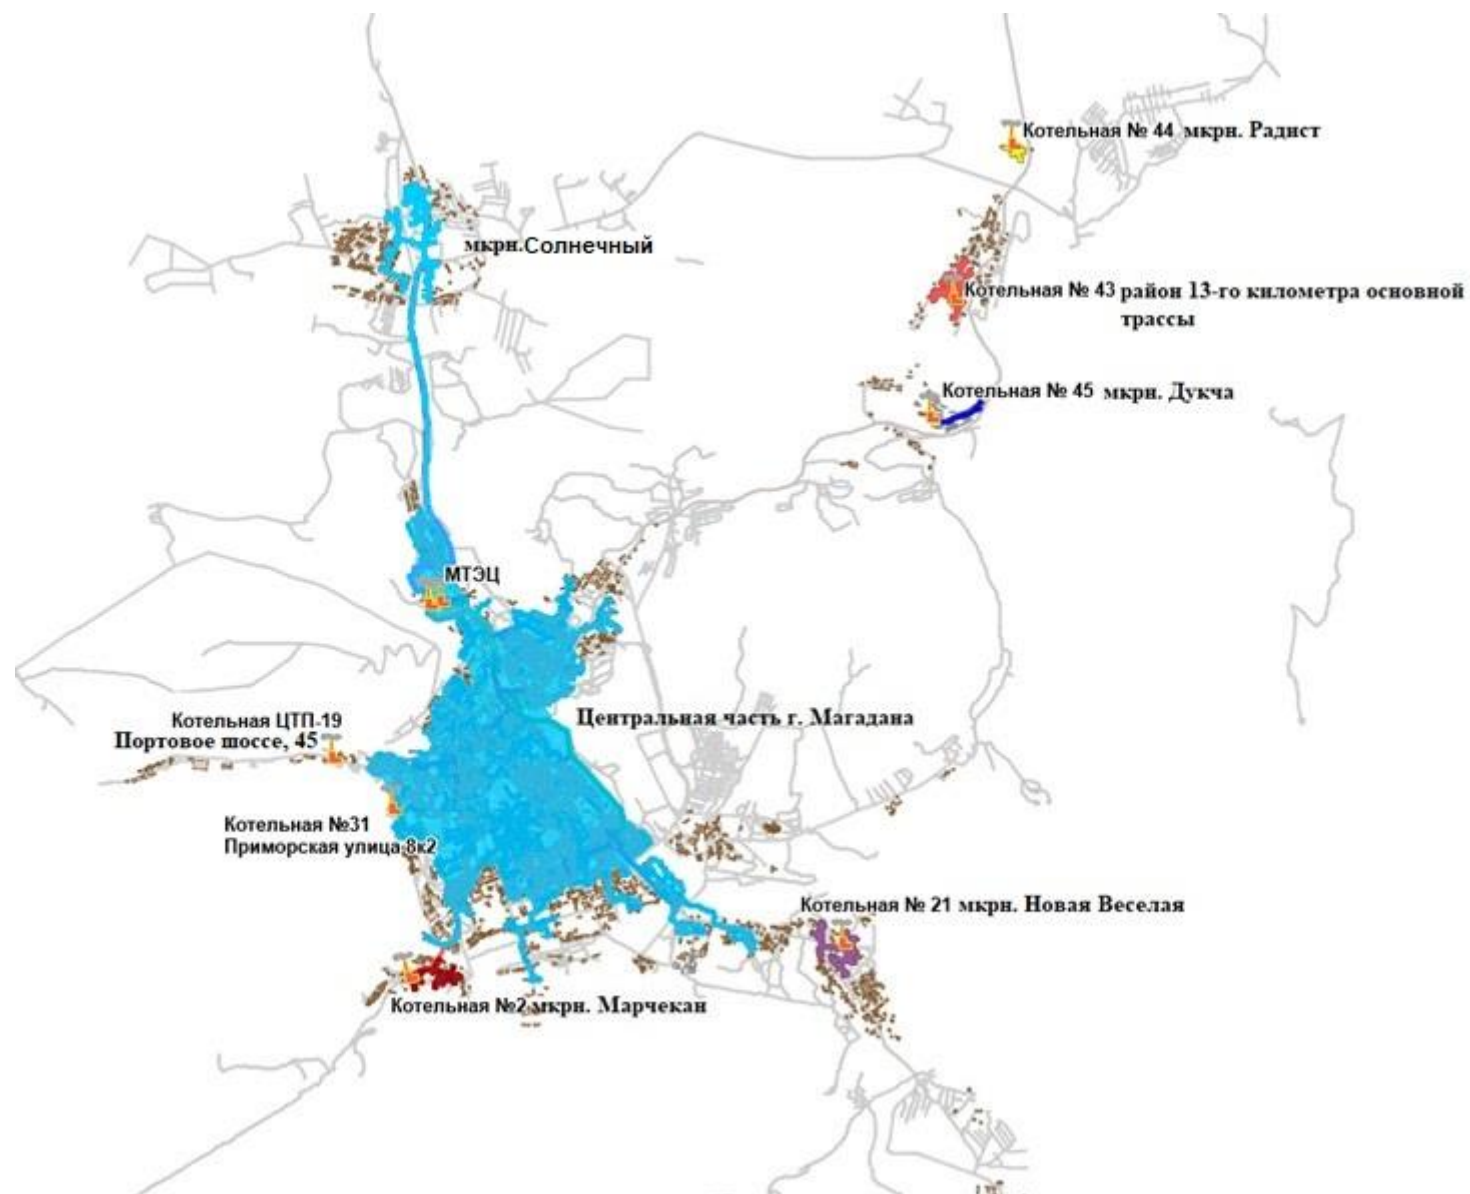 Котельная № 44 мкрн. Радист
мкрн.Солнечный
Котельная № 43 район 13-го километра основной
трассы
Котельная № 45 мкрн. Дукча
МТЭЦ
Котельная ЦТП-19
Портовое шоссе, 45
Центральная часть г. Магадана
Котельная №31
Приморская улица 8к2
Котельная № 21 мкрн. Новая Веселая
Котельная №2 мкрн. Марчекан